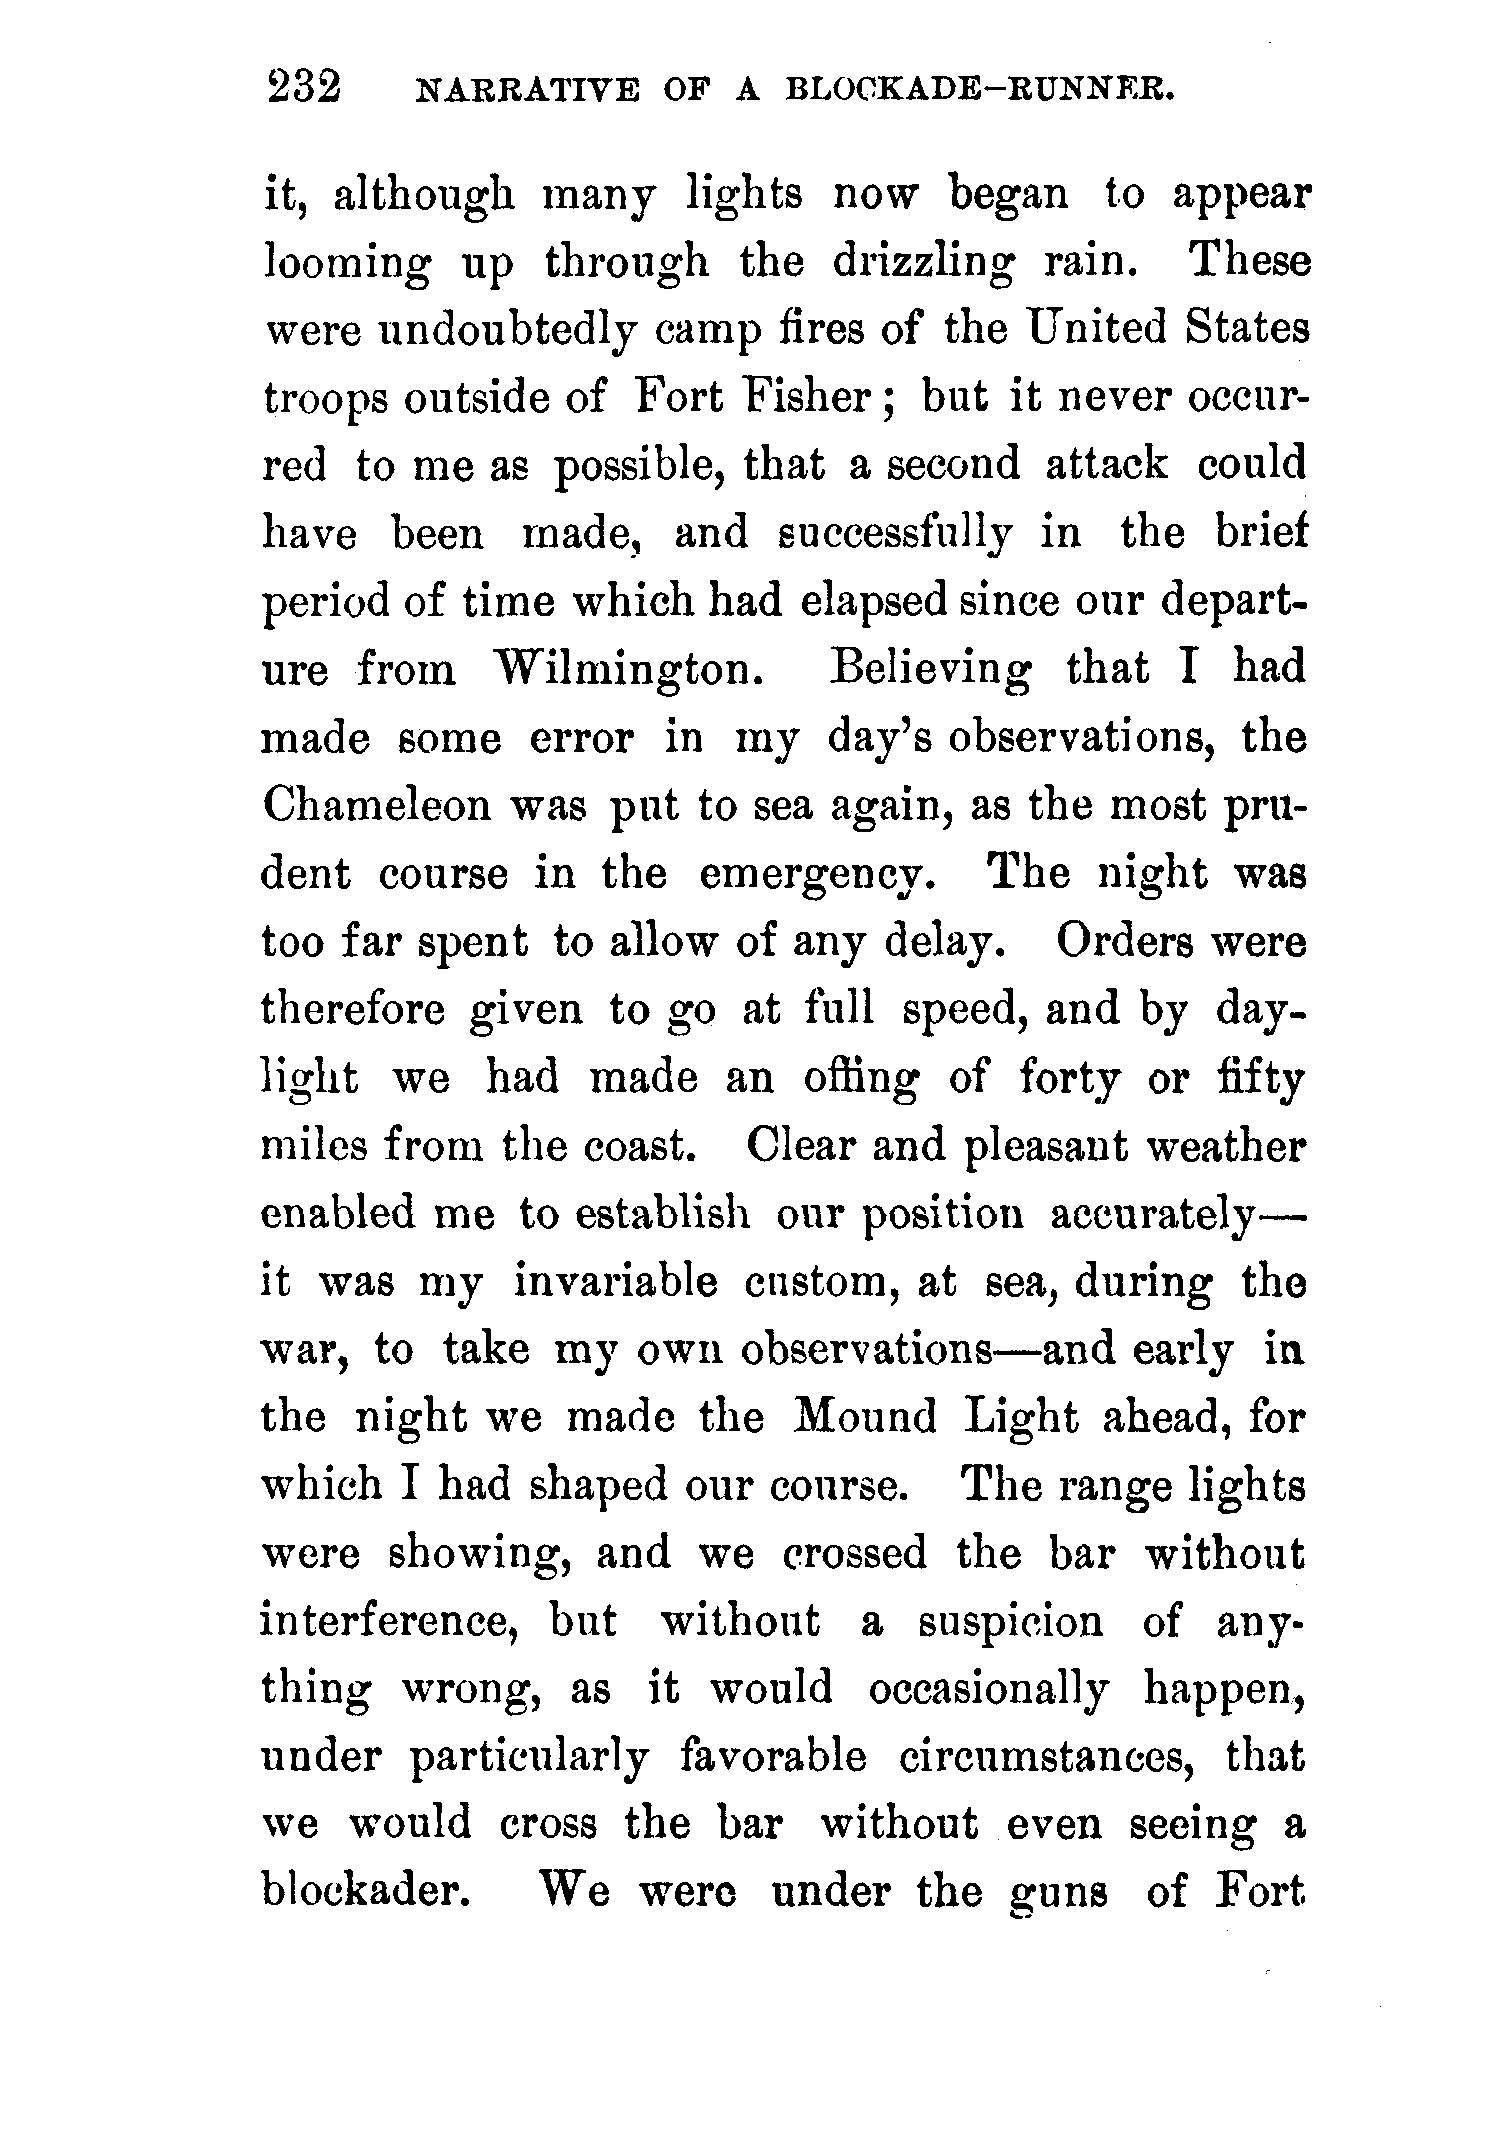 232 NARRATIVE OF A BLOCKADE-RUNNER.
it, although many lights now began to appear
looming up through the drizzling rain. These
were undoubtedly camp fires of the United States
troops outside of Fort Fisher; but it never occur-
red to me as possible, that a second attack could
have been made, and successfully in the brief
period of time which had elapsed since our depart-
ure from Wilmington. Believing that I had
made some error in my day's observations, the
Chameleon was put to sea again, as the most pru-
dent course in the emergency. The night was
too far spent to allow of any delay. Orders were
therefore given to go at full speed, and by day-
light we had made an offing of forty or fifty
miles from the coast. Clear and pleasant weather
enabled me to establish our position accurately—
it was my invariable custom, at sea, during the
war, to take my own observations—and early in
the night we made the Mound Light ahead, for
which I had shaped our course. The range lights
were showing, and we crossed the bar without
interference, but without a suspicion of any-
thing wrong, as it would occasionally happen,
under particularly favorable circumstances, that
we would cross the bar without even seeing a
blockader. We were under the guns of Fort